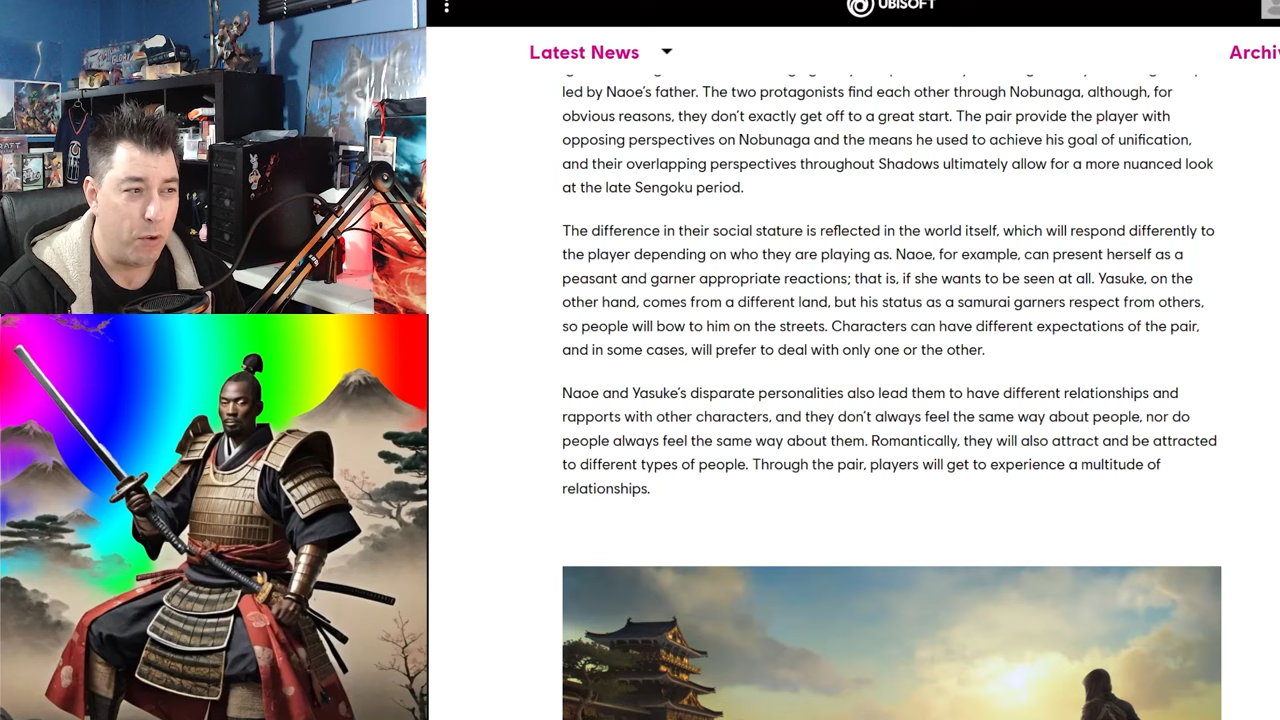 UBISOFT
Latest News
led by Naoe's father. The two protagonists find each other through Nobunaga, although, for
obvious reasons, they don't exactly get off to a great start. The pair provide the player with
opposing perspectives on Nobunaga and the means he used to achieve his goal of unification,
and their overlapping perspectives throughout Shadows ultimately allow for a more nuanced look
at the late Sengoku period.
The difference in their social stature is reflected in the world itself, which will respond differently to
the player depending on who they are playing as. Naoe, for example, can present herself as a
peasant and garner appropriate reactions; that is, if she wants to be seen at all. Yasuke, on the
other hand, comes from a different land, but his status as a samurai garners respect from others,
so people will bow to him on the streets. Characters can have different expectations of the pair,
and in some cases, will prefer to deal with only one or the other.
Naoe and Yasuke's disparate personalities also lead them to have different relationships and
rapports with other characters, and they don't always feel the same way about people, nor do
people always feel the same way about them. Romantically, they will also attract and be attracted
to different types of people. Through the pair, players will get to experience a multitude of
relationships.